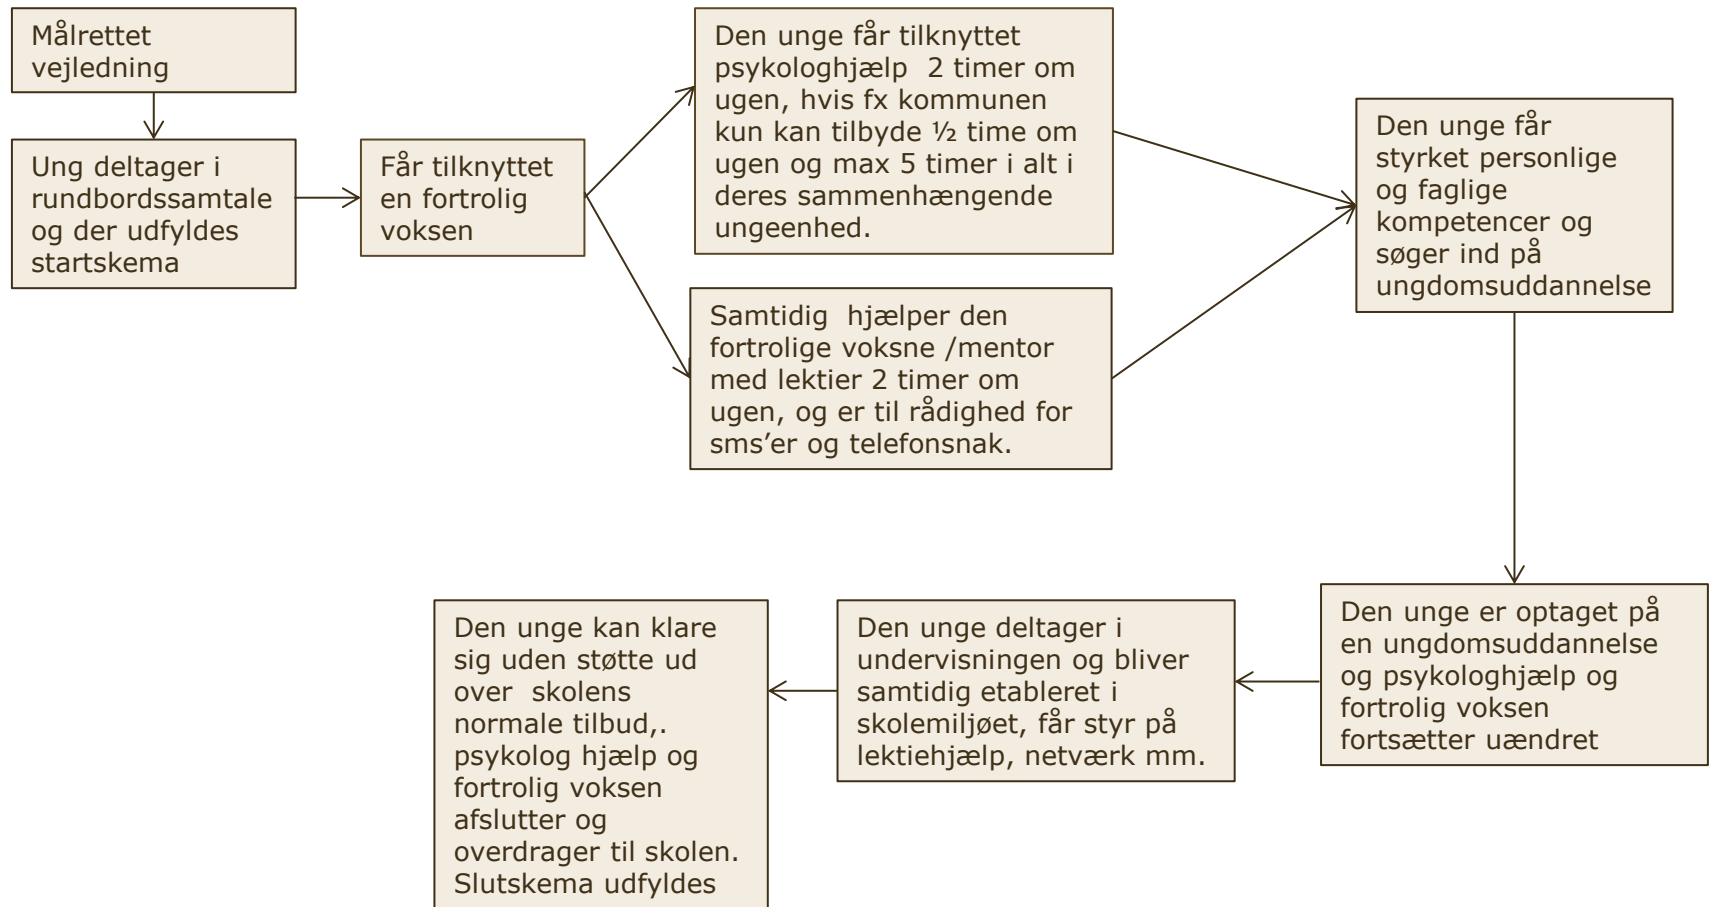 Målrettet
vejledning
Ung deltager i
rundbordssamtale
og der udfyldes
startskema
Får tilknyttet
en fortrolig
voksen
Den unge får tilknyttet
psykologhjælp  2 timer om
ugen, hvis fx kommunen
kun kan tilbyde ½ time om
ugen og max 5 timer i alt i
deres sammenhængende
ungeenhed.
Samtidig  hjælper den
fortrolige voksne /mentor
med lektier 2 timer om
ugen, og er til rådighed for
sms’er og telefonsnak.
Den unge får
styrket personlige
og faglige
kompetencer og
søger ind på
ungdomsuddannelse
Den unge er optaget på
en ungdomsuddannelse
og psykologhjælp og
fortrolig voksen
fortsætter uændret
Den unge deltager i
undervisningen og bliver
samtidig etableret i
skolemiljøet, får styr på
lektiehjælp, netværk mm.
Den unge kan klare
sig uden støtte ud
over  skolens
normale tilbud,.
psykolog hjælp og
fortrolig voksen
afslutter og
overdrager til skolen.
Slutskema udfyldes